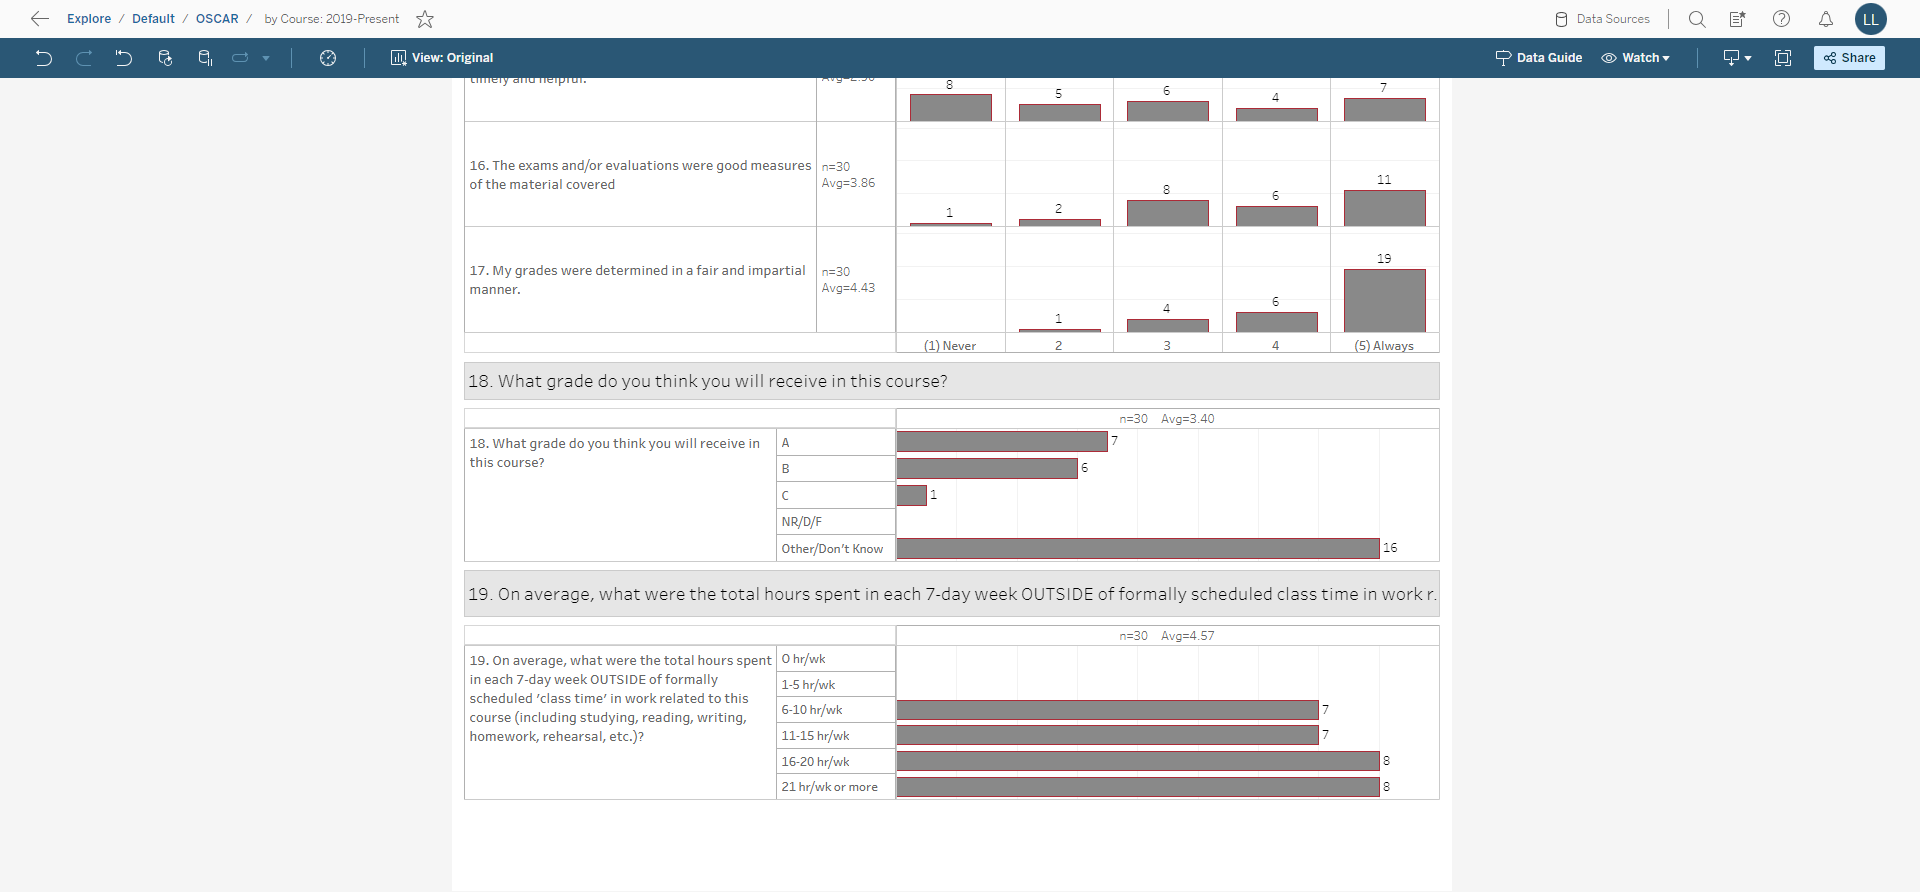 Explore / Default / OSCAR / by Course: 2019-Present
Data Sources
LL
View: Original
Data Guide
Watch
Share
timely and helpful.
8
5
6
4
7
16. The exams and/or evaluations were good measures
of the material covered
n=30
Avg=3.86
1
2
8
6
11
17. My grades were determined in a fair and impartial
manner.
n=30
Avg=4.43
1
4
6
19
(1) Never
2
3
4
(5) Always
18. What grade do you think you will receive in this course?
n=30 Avg=3.40
18. What grade do you think you will receive in
this course?
A
7
B
6
C
1
NR/D/F
Other/Don't Know
16
19. On average, what were the total hours spent in each 7-day week OUTSIDE of formally scheduled class time in work r.
n=30 Avg=4.57
19. On average, what were the total hours spent
in each 7-day week OUTSIDE of formally
scheduled ‘class time’ in work related to this
course (including studying, reading, writing,
homework, rehearsal, etc.)?
0 hr/wk
1-5 hr/wk
6-10 hr/wk
7
11-15 hr/wk
7
16-20 hr/wk
8
21 hr/wk or more
8